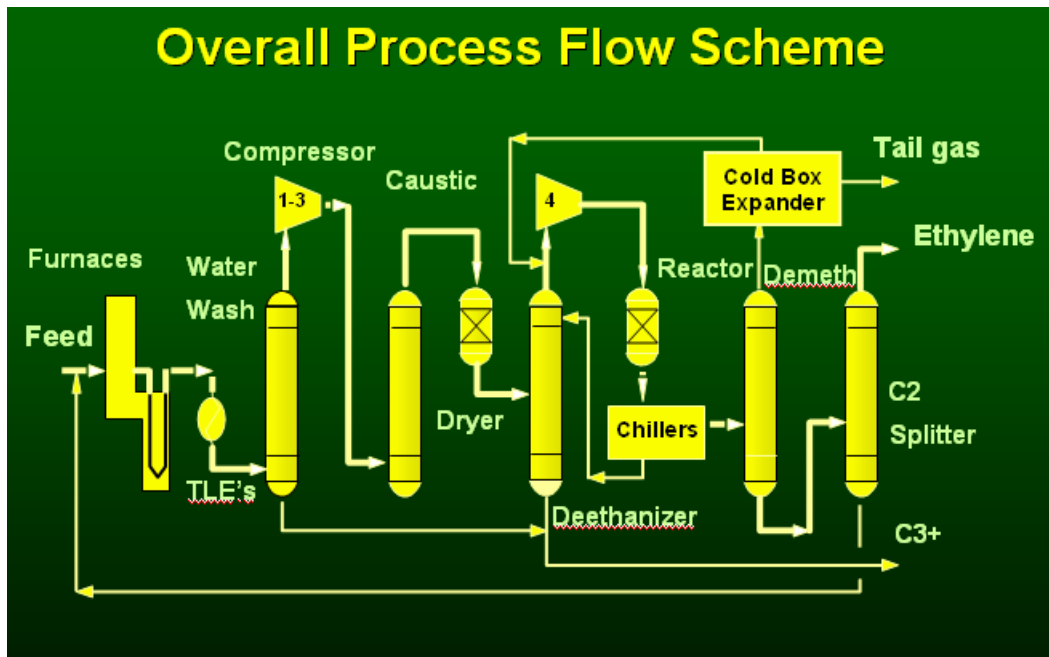 Overall Process Flow Scheme
Compressor
1-3
Caustic
4
Cold Box
Expander
Tail gas
Ethylene
Furnaces
Water
Wash
Reactor
Demeth
Feed
Dryer
Chillers
C2
Splitter
TLE's
Deethanizer
C3+